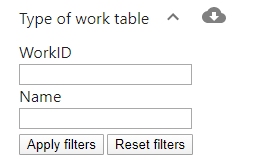 Type of work table
WorkID
Name
Apply filters Reset filters